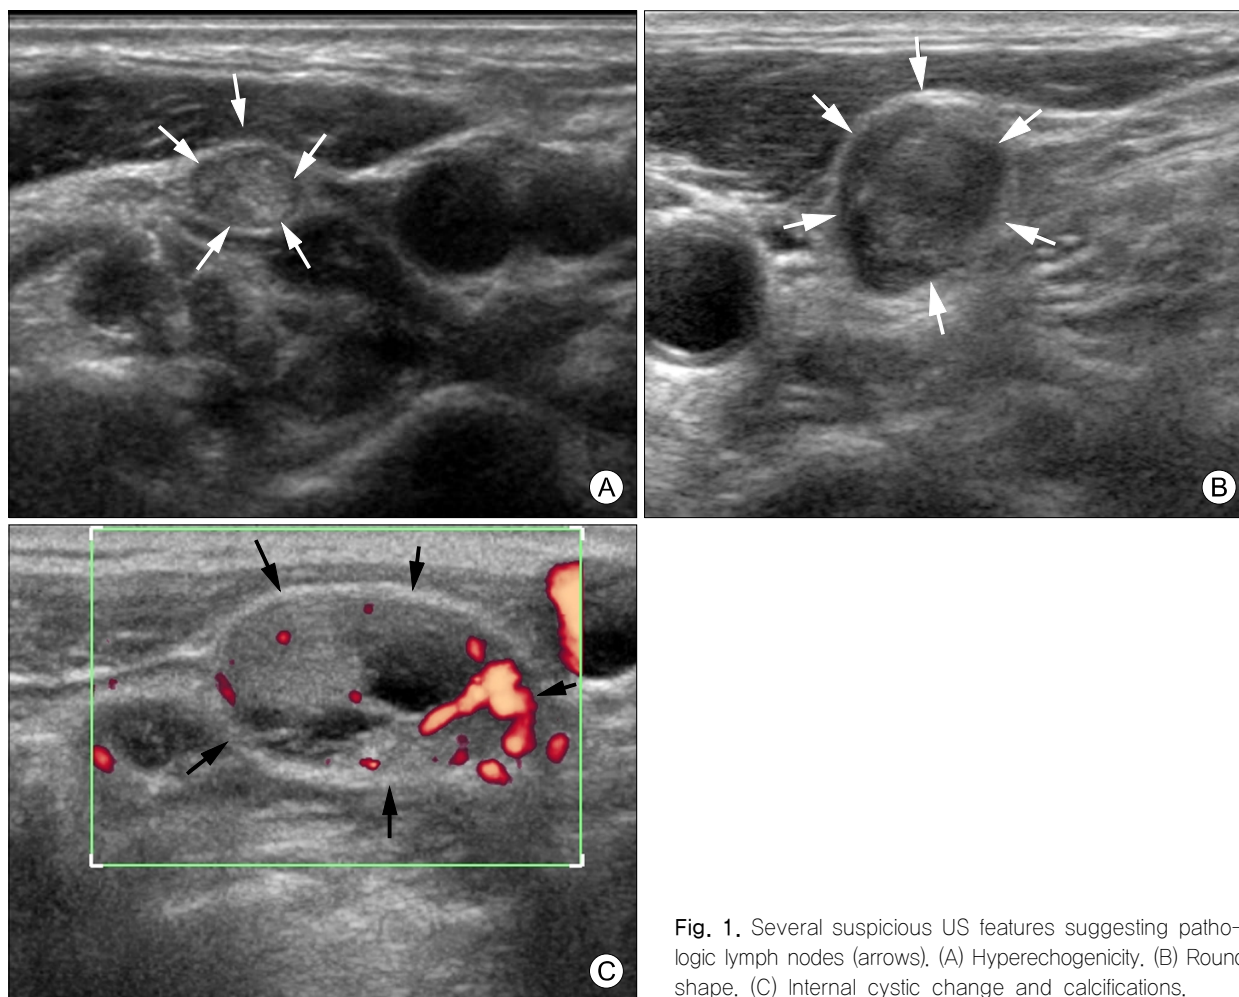 A
B
C
Fig. 1. Several suspicious US features suggesting patho-
logic lymph nodes (arrows). (A) Hyperechogenicity. (B) Round
shape. (C) Internal cystic change and calcifications.